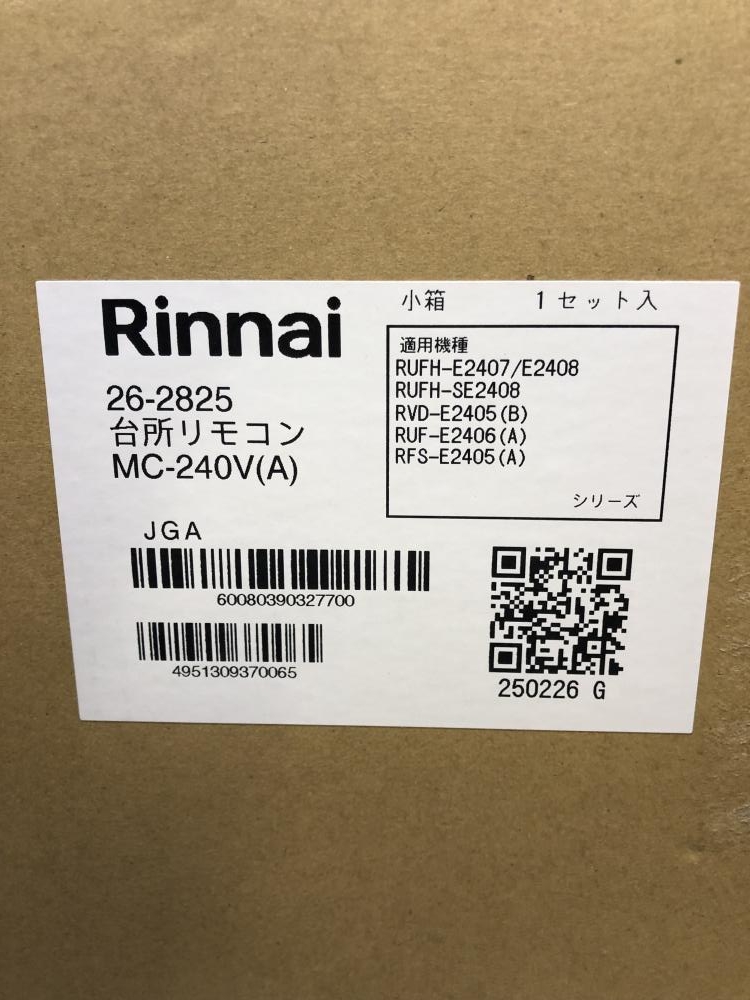 Rinnai
26-2825
台所リモコン
MC-240V(A)
小箱 1セット入
適用機種
RUFH-E2407/E2408
RUFH-SE2408
RVD-E2405(B)
RUF-E2406(A)
RFS-E2405(A)
シリーズ
JGA
60080390327700
4951309370065
250226 G